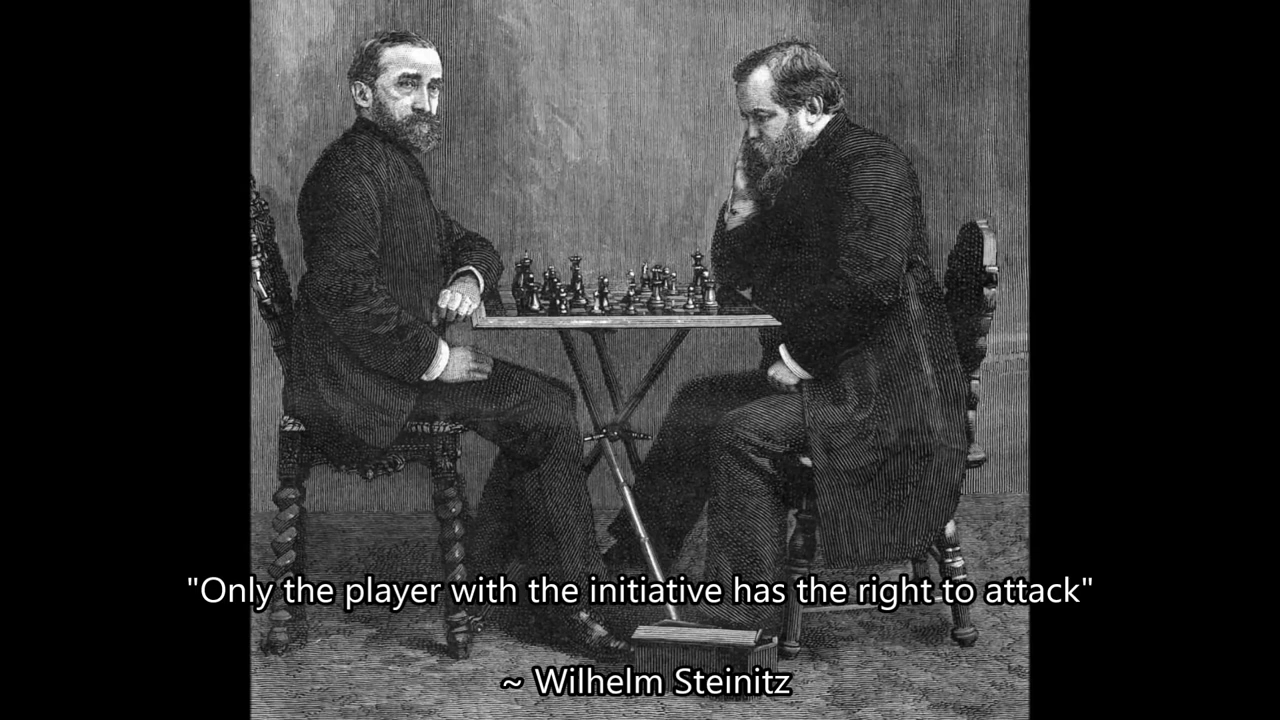 "Only the player with the initiative has the right to attack"
~ Wilhelm Steinitz